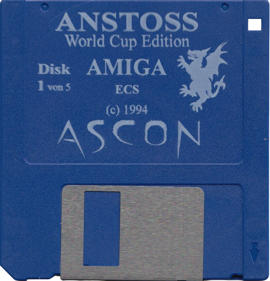 ANSTOSS
World Cup Edition
Disk AMIGA
1 von 5 ECS
(c) 1994
ASCON